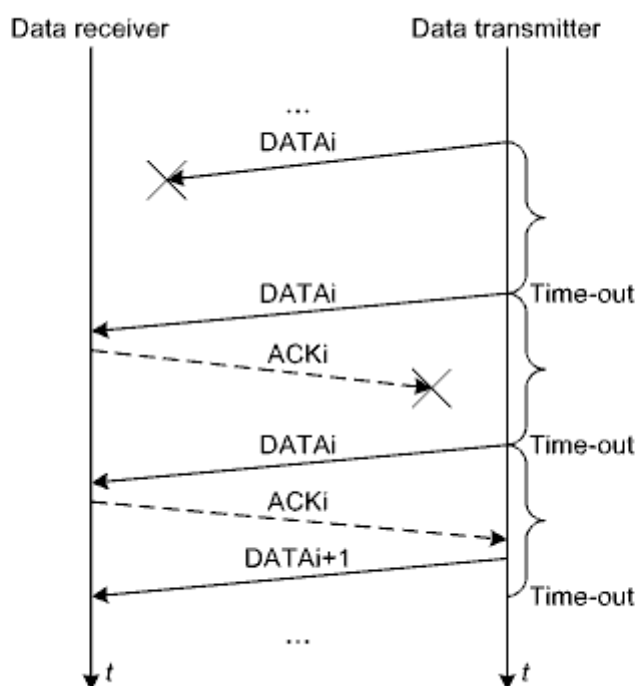 Data receiver
Data transmitter
...
DATAi
DATAi
Time-out
ACKi
DATAi
Time-out
ACKi
DATAi+1
Time-out
...
t
t